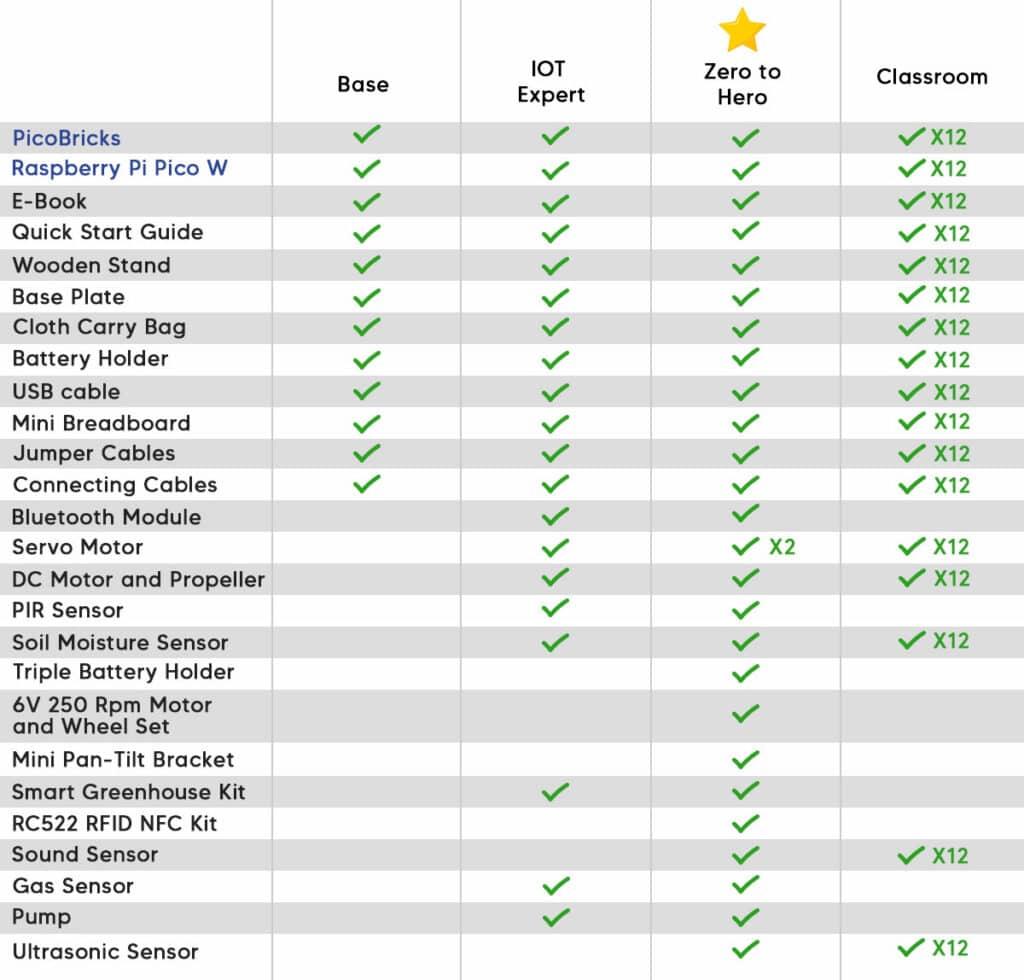 Base
IOT
Expert
Zero to
Hero
Classroom
PicoBricks X12
Raspberry Pi Pico W X12
E-Book X12
Quick Start Guide X12
Wooden Stand X12
Base Plate X12
Cloth Carry Bag X12
Battery Holder X12
USB cable X12
Mini Breadboard X12
Jumper Cables X12
Connecting Cables X12
Bluetooth Module
Servo Motor X2 X12
DC Motor and Propeller X12
PIR Sensor
Soil Moisture Sensor X12
Triple Battery Holder
6V 250 Rpm Motor
and Wheel Set
Mini Pan-Tilt Bracket
Smart Greenhouse Kit
RC522 RFID NFC Kit
Sound Sensor X12
Gas Sensor
Pump
Ultrasonic Sensor X12